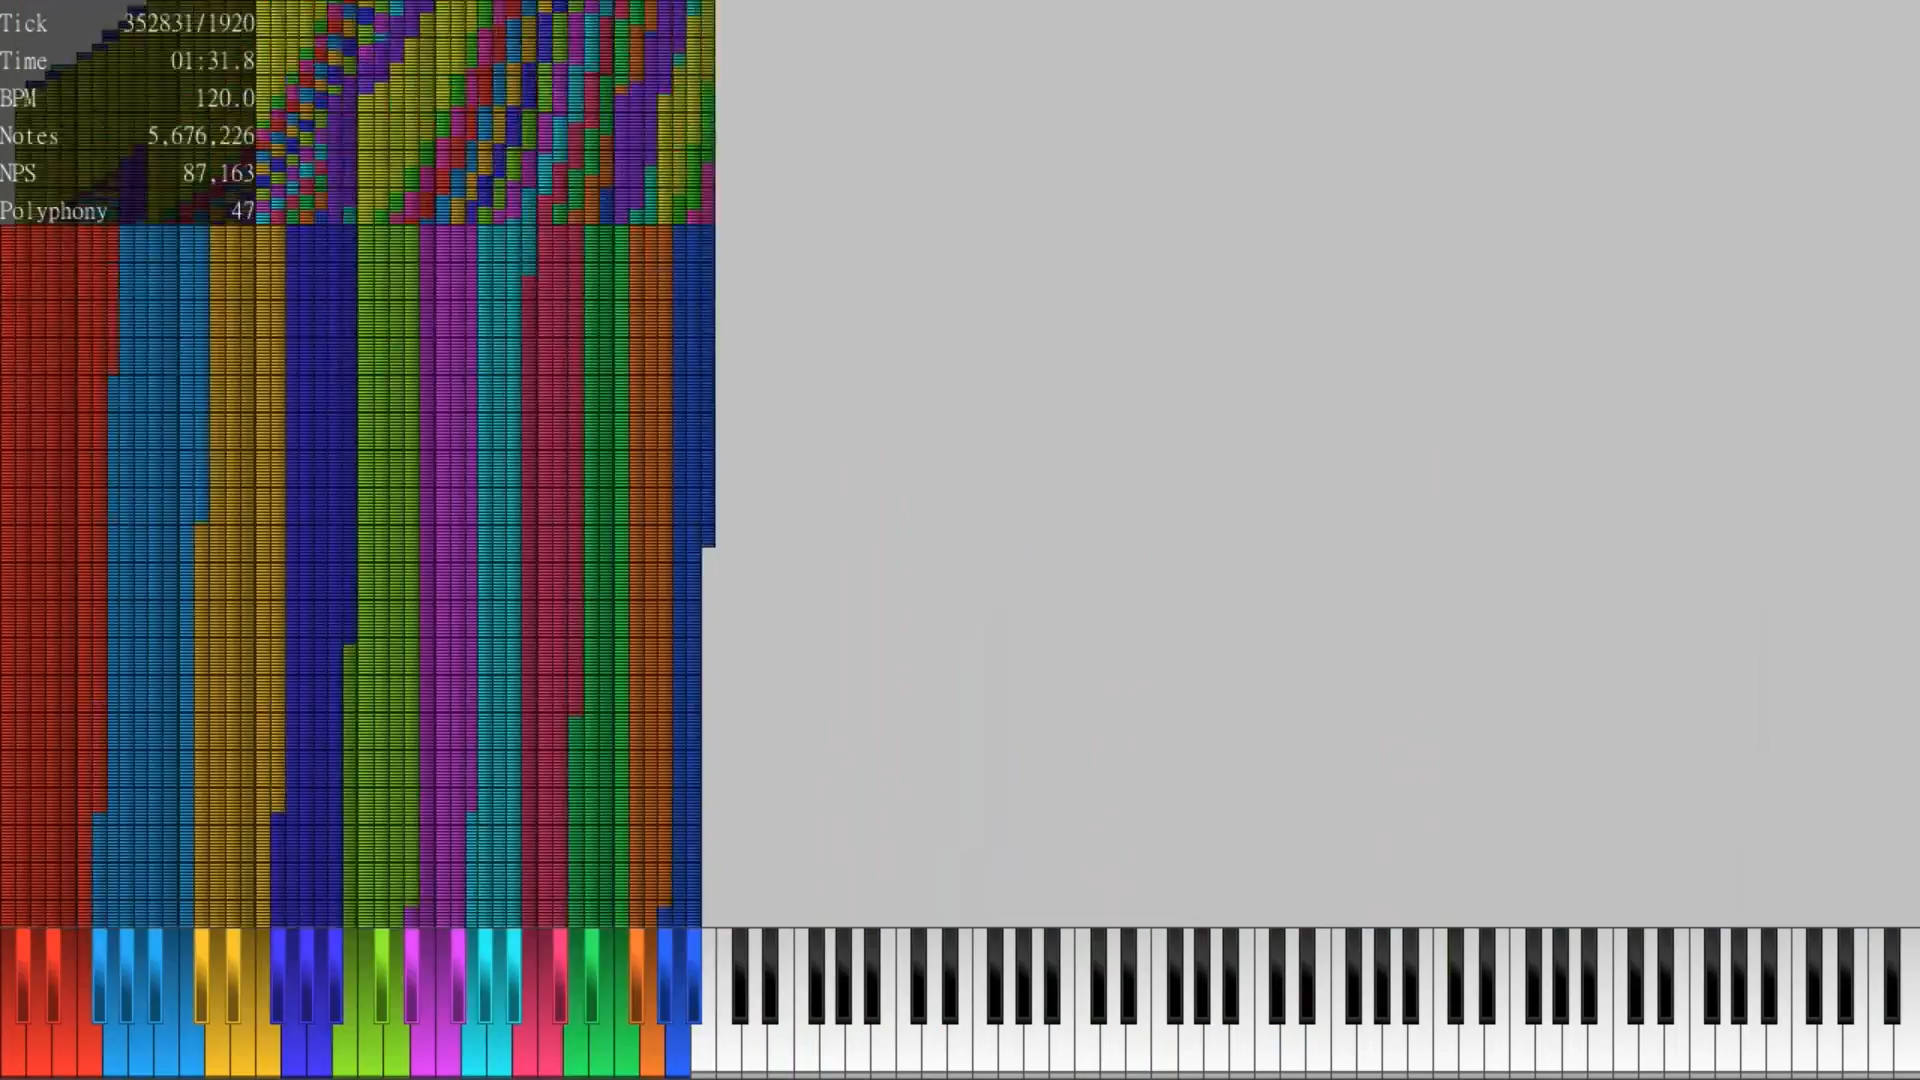 Tick 352831/1920
Time 01:31.8
BPM 120.0
Notes 5,676,226
NPS 87,163
Polyphony 47